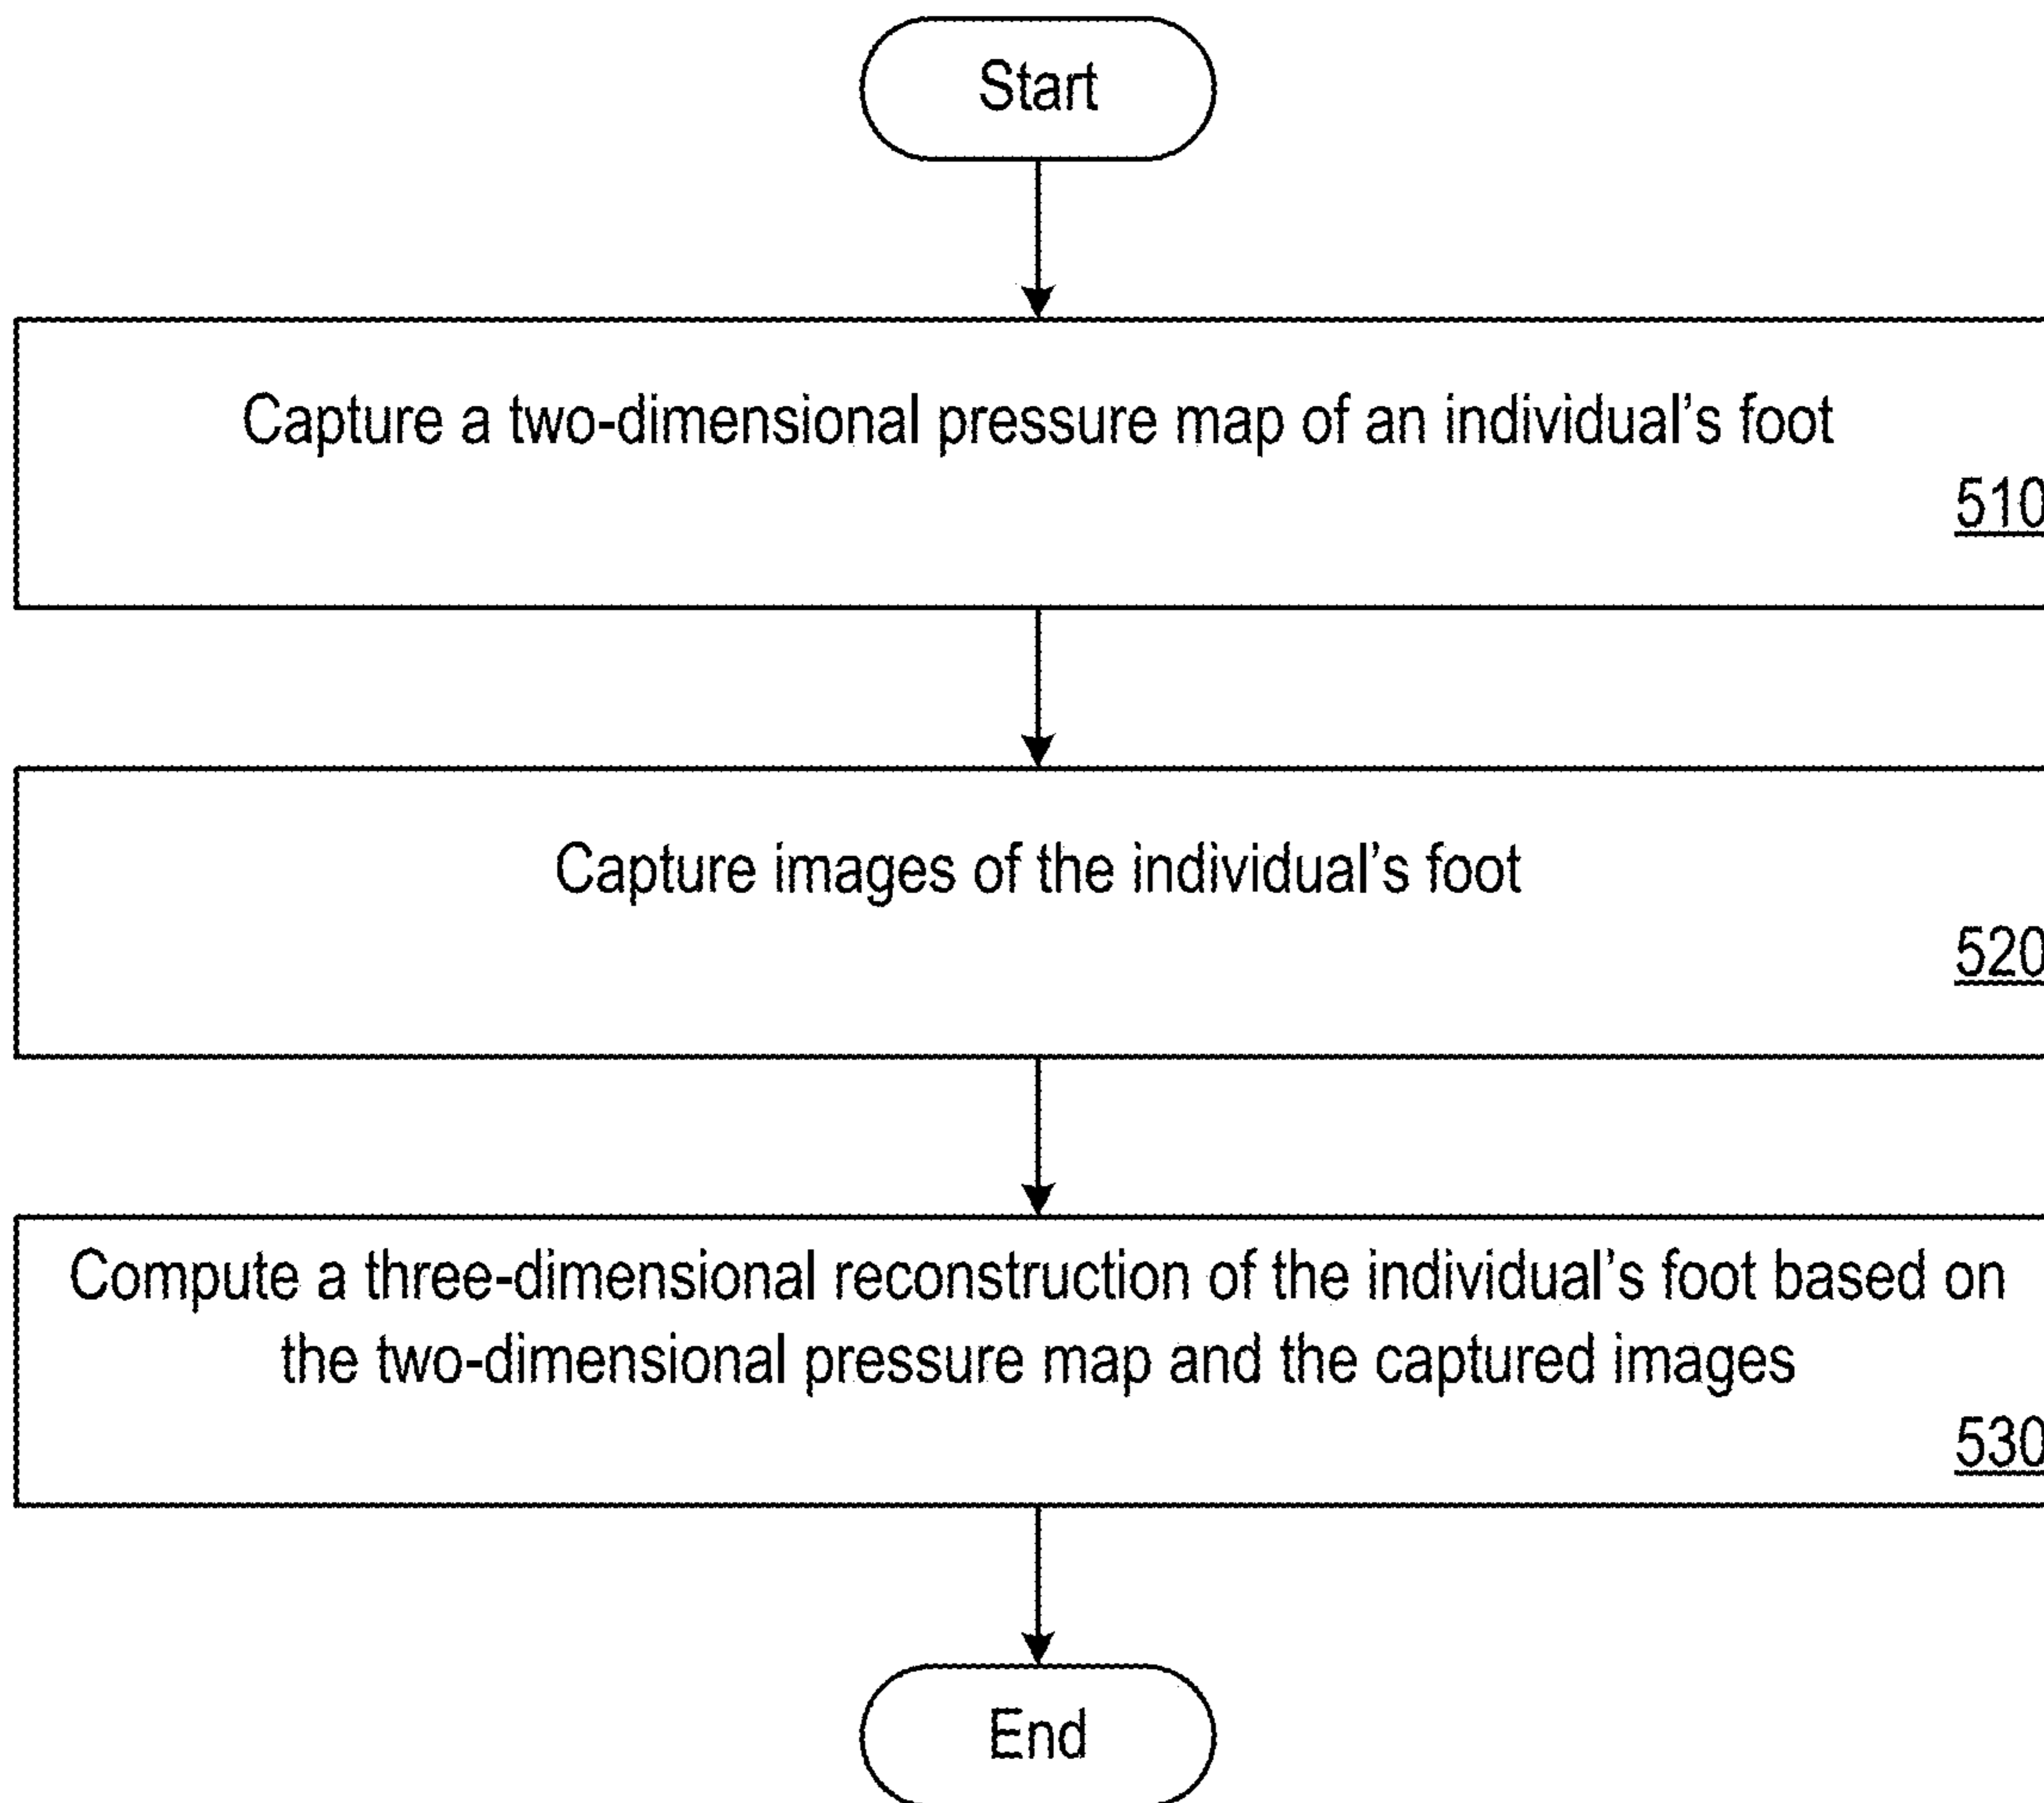 Start
Capture a two-dimensional pressure map of an individual's foot
510
Capture images of the individual's foot
520
Compute a three-dimensional reconstruction of the individual's foot based on
the two-dimensional pressure map and the captured images
530
End